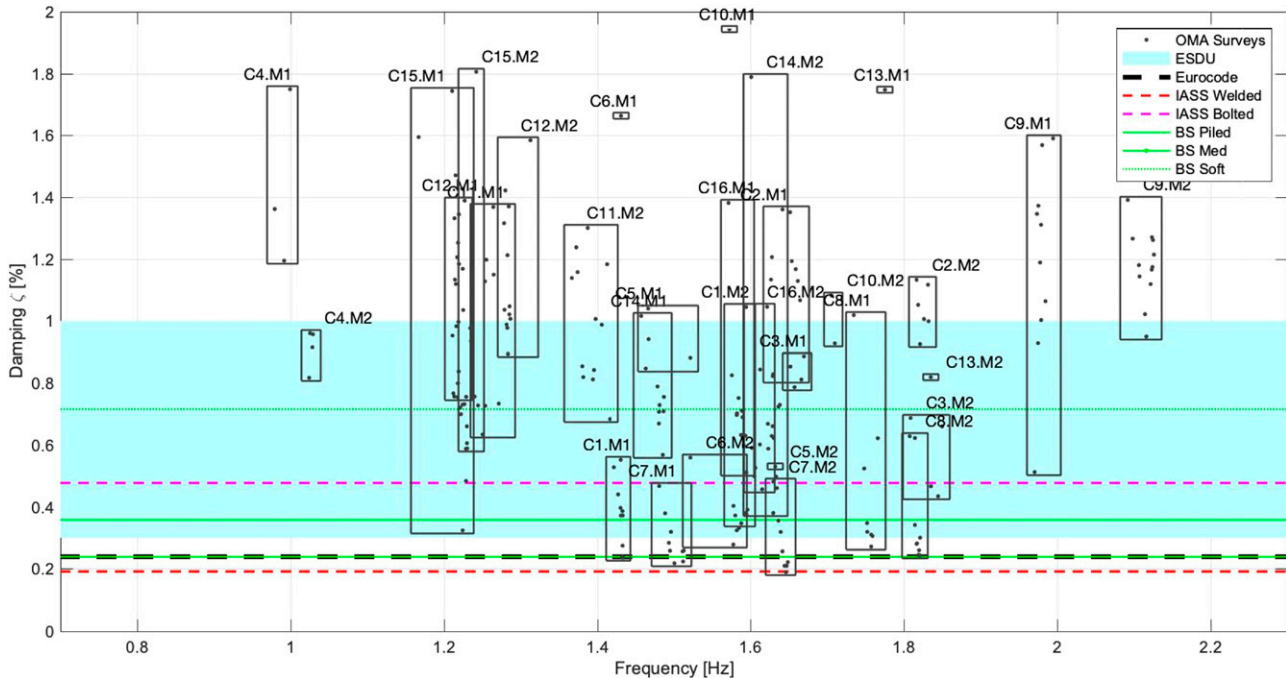 2
1.8
1.6
1.4
1.2
1
0.8
0.6
0.4
0.2
0
Damping ζ [%]
0.8
1
1.2
1.4
1.6
1.8
2
2.2
Frequency [Hz]
OMA Surveys
ESDU
Eurocode
IASS Welded
IASS Bolted
BS Piled
BS Med
BS Soft
C10.M1
C15.M2
C14.M2
C4.M1
C15.M1
C13.M1
C6.M1
C12.M2
C9.M1
C9.M2
C12.M1
C16.M1
C2.M1
C11.M2
C2.M2
C10.M2
C5.M1
C14.M1
C1.M2
C16.M2
C8.M1
C4.M2
C3.M1
C13.M2
C3.M2
C8.M2
C1.M1
C6.M2
C5.M2
C7.M1
C7.M2